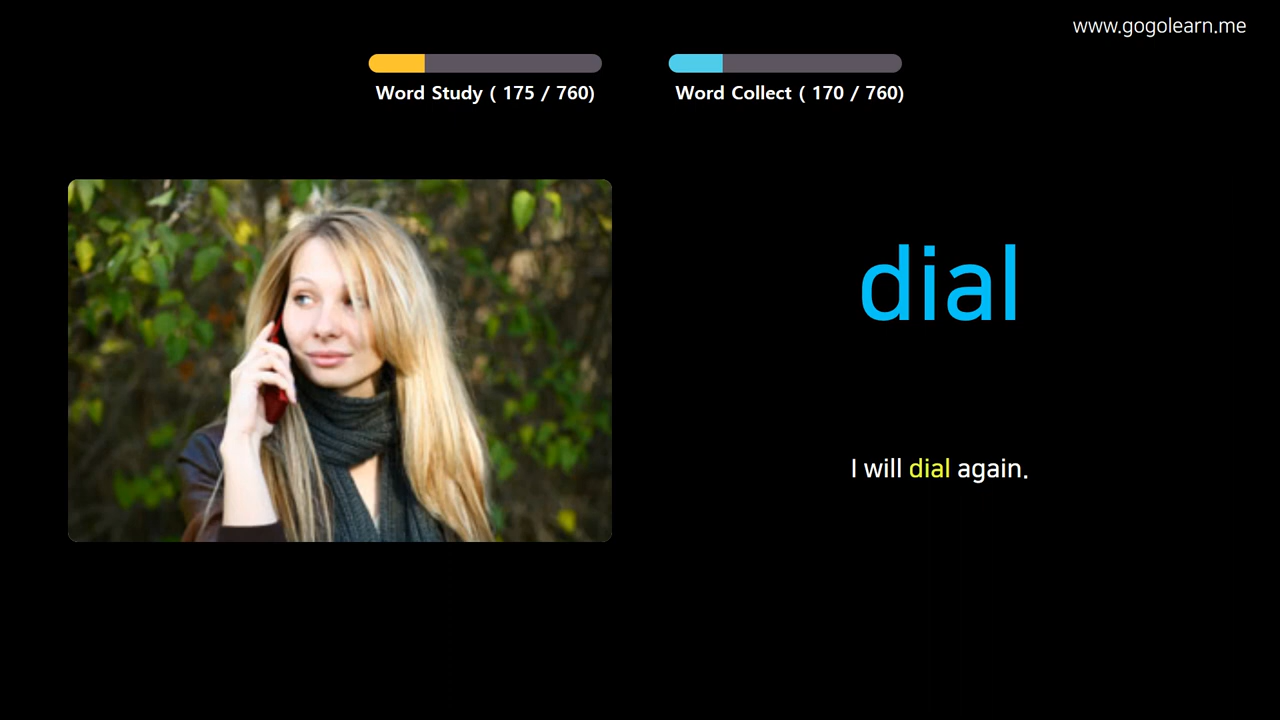 www.gogolearn.me
Word Study ( 175 / 760)
Word Collect ( 170 / 760)
dial
I will dial again.